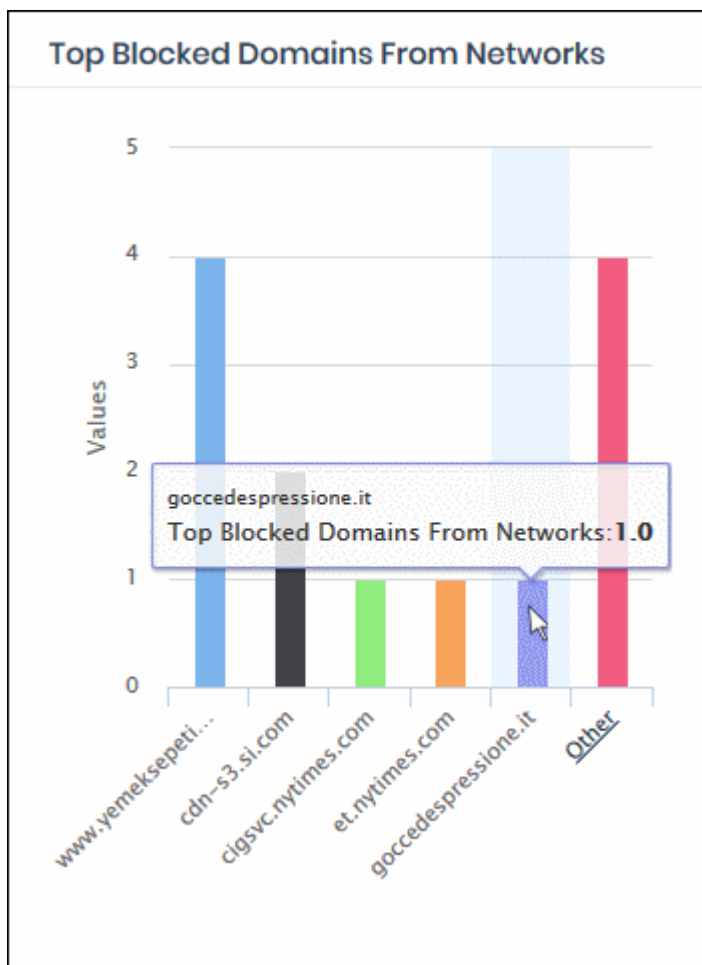 Top Blocked Domains From Networks
5
4
3
2
1
0
Values
goccedespressione.it
Top Blocked Domains From Networks:1.0
www.yemeksepeti...
cdn-s3.si.com
cigsvc.nytimes.com
et.nytimes.com
goccedespressione.it
Other